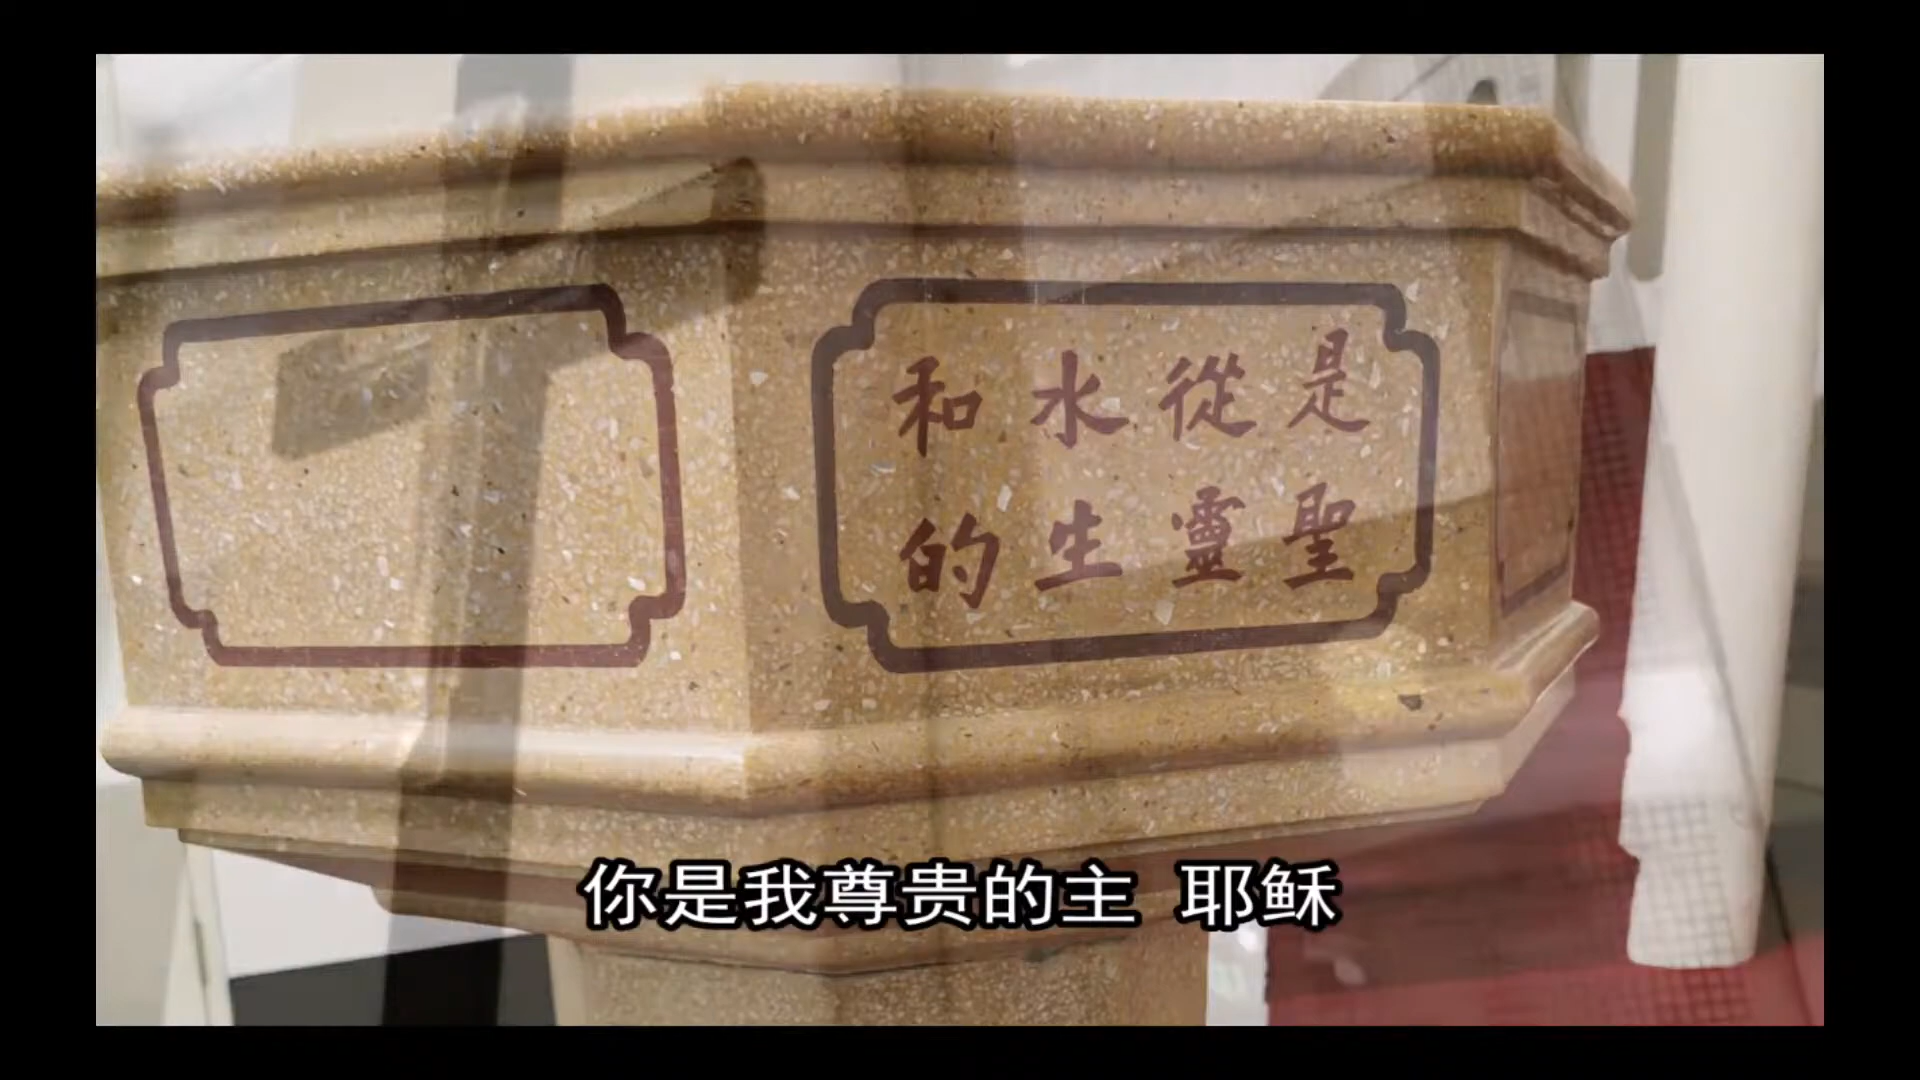 是從水和
聖靈生的
你是我尊贵的主 耶稣